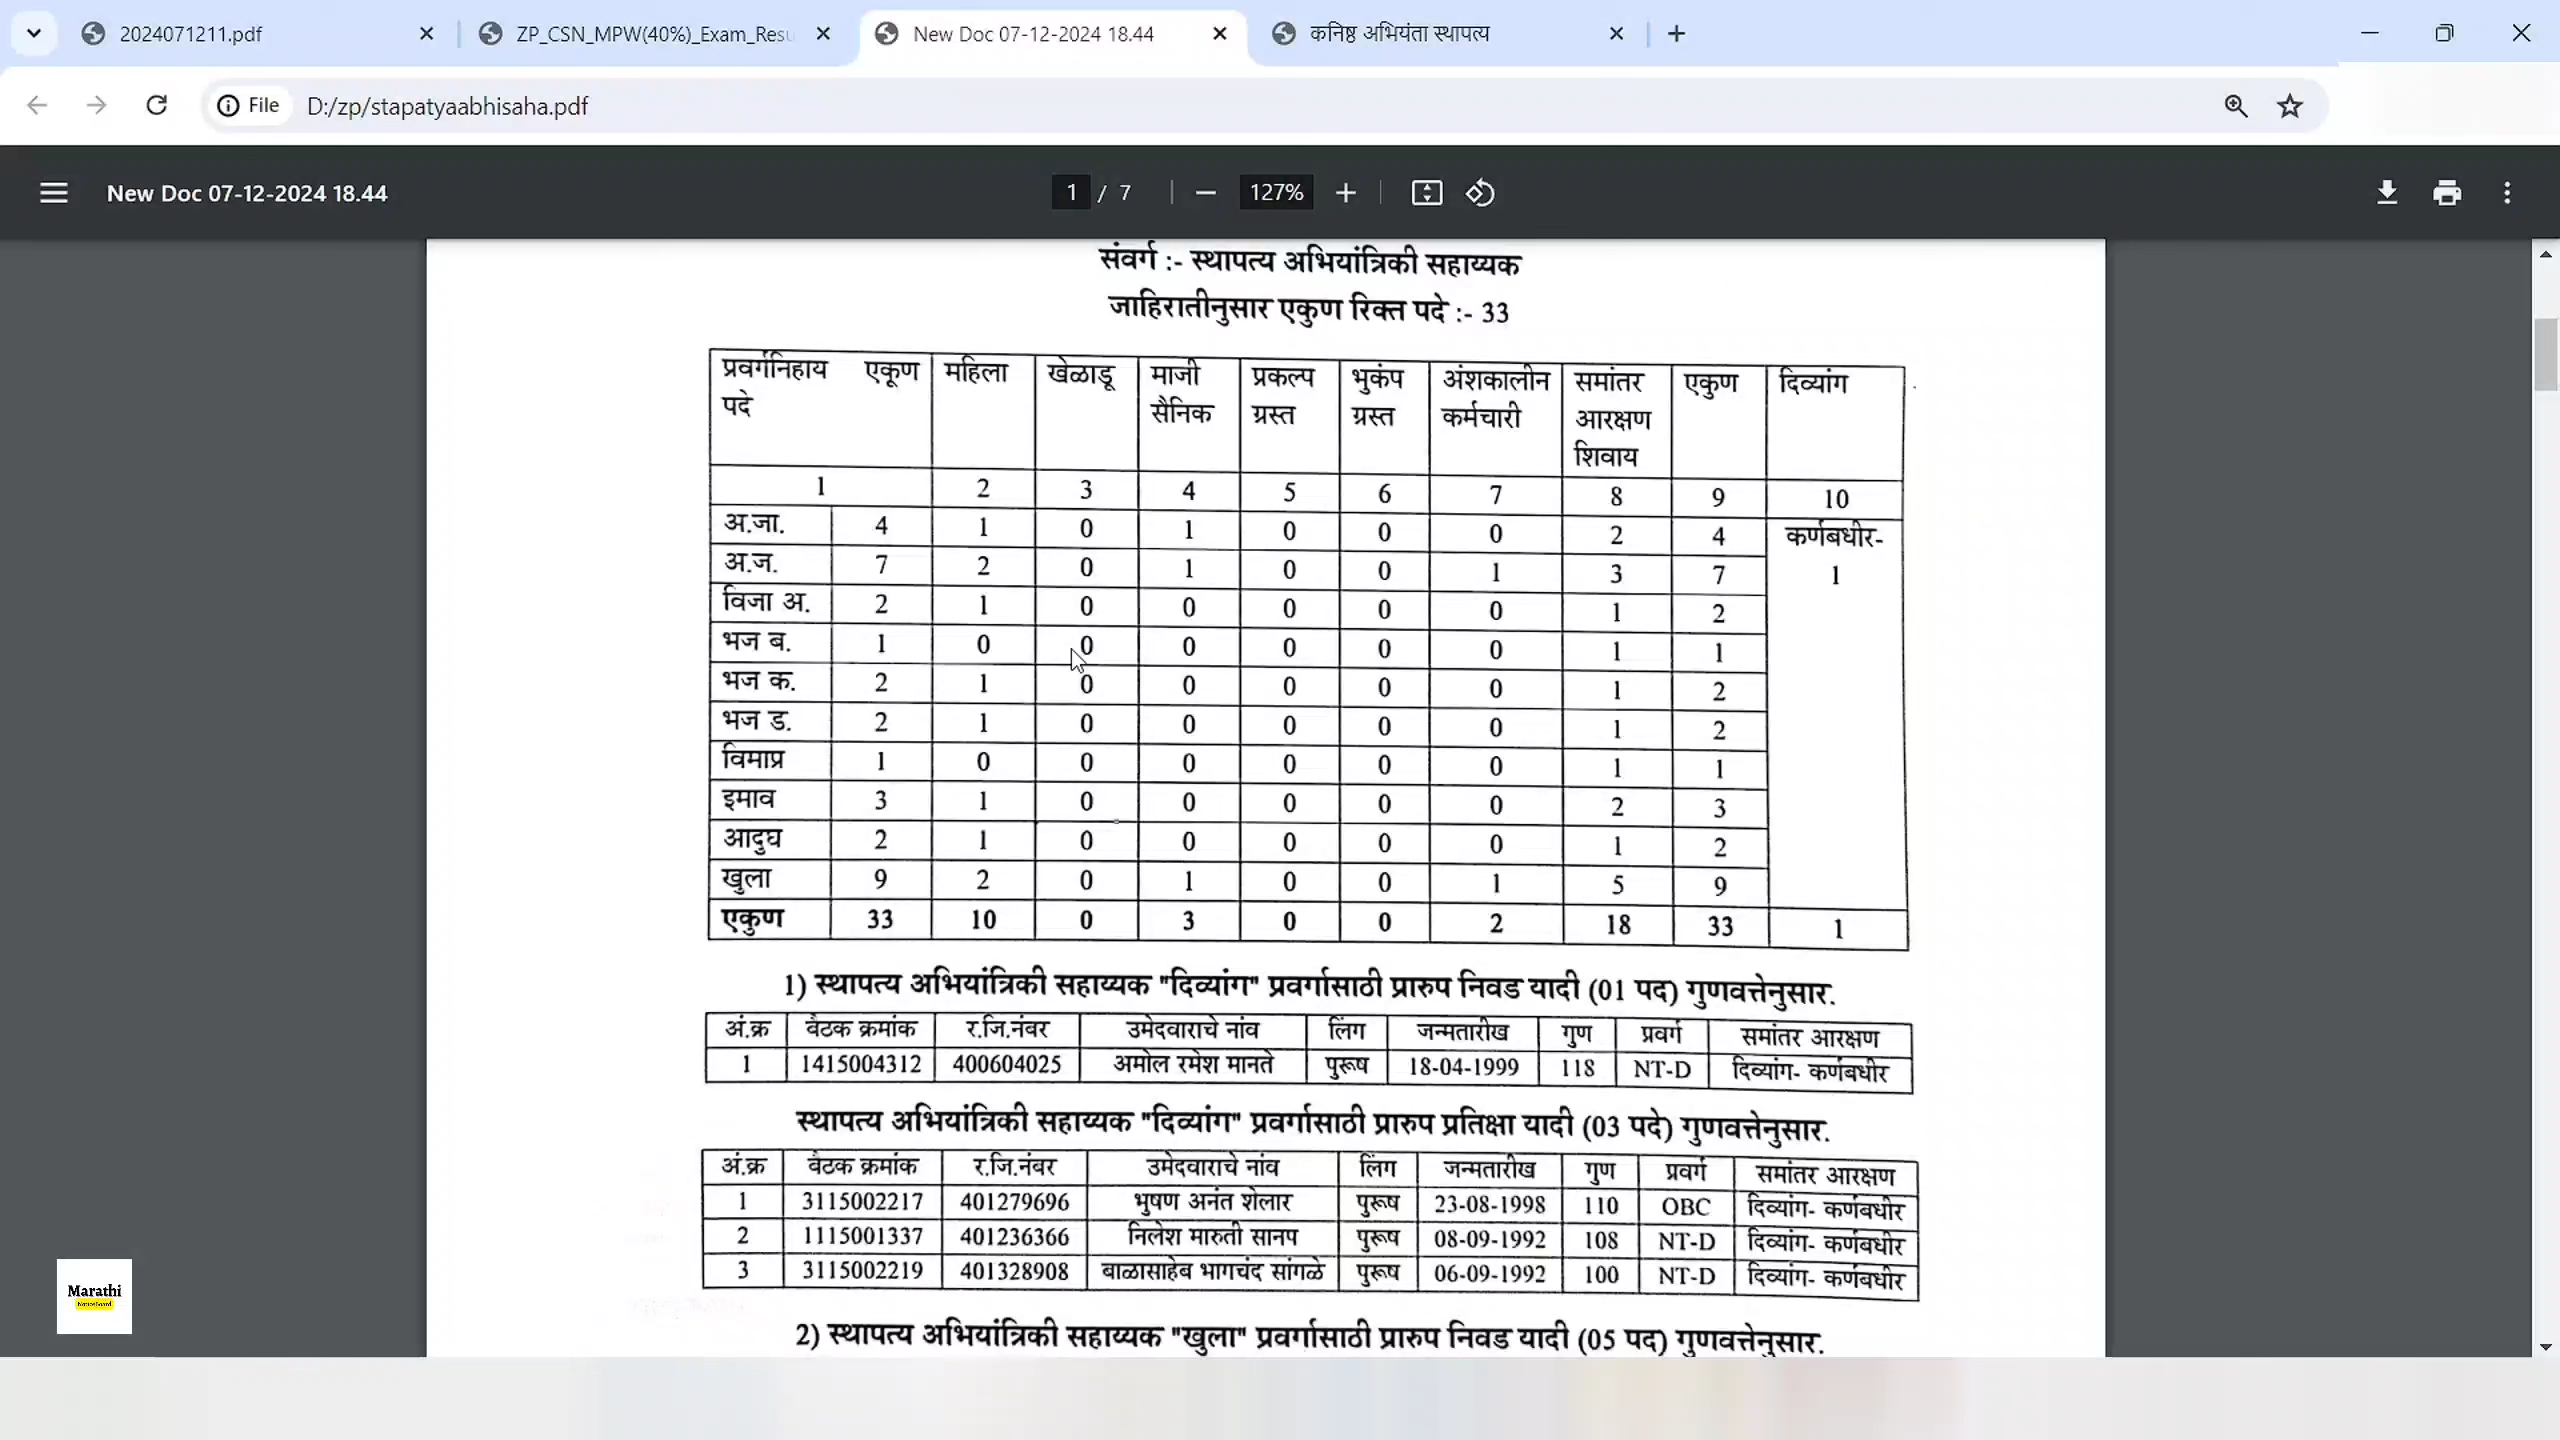 2024071211.pdf
ZP_CSN_MPW(40%)_Exam_Resu
New Doc 07-12-2024 18.44
कनिष्ठ अभियंता स्थापत्य
File D:/zp/stapatyaabhisaha.pdf
New Doc 07-12-2024 18.44
1 / 7
127%
संवर्ग :- स्थापत्य अभियांत्रिकी सहाय्यक
जाहिरातीनुसार एकुण रिक्त पदे :- 33
प्रवर्गनिहाय एकूण पदे महिला खेळाडू माजी सैनिक प्रकल्प ग्रस्त भुकंप ग्रस्त अंशकालीन कर्मचारी समांतर आरक्षण शिवाय एकुण दिव्यांग
1 2 3 4 5 6 7 8 9 10
अ.जा. 4 1 0 1 0 0 0 2 4 कर्णबधीर- 1
अ.ज. 7 2 0 1 0 0 1 3 7
विजा अ. 2 1 0 0 0 0 0 1 2
भज ब. 1 0 0 0 0 0 0 1 1
भज क. 2 1 0 0 0 0 0 1 2
भज ड. 2 1 0 0 0 0 0 1 2
विमाप्र 1 0 0 0 0 0 0 1 1
इमाव 3 1 0 0 0 0 0 2 3
आदुघ 2 1 0 0 0 0 0 1 2
खुला 9 2 0 1 0 0 1 5 9
एकुण 33 10 0 3 0 0 2 18 33 1
1) स्थापत्य अभियांत्रिकी सहाय्यक "दिव्यांग" प्रवर्गासाठी प्रारुप निवड यादी (01 पद) गुणवत्तेनुसार.
अं.क्र बैठक क्रमांक र.जि.नंबर उमेदवाराचे नांव लिंग जन्मतारीख गुण प्रवर्ग समांतर आरक्षण
1 1415004312 400604025 अमोल रमेश मानते पुरूष 18-04-1999 118 NT-D दिव्यांग- कर्णबधीर
स्थापत्य अभियांत्रिकी सहाय्यक "दिव्यांग" प्रवर्गासाठी प्रारुप प्रतिक्षा यादी (03 पदे) गुणवत्तेनुसार.
अं.क्र बैठक क्रमांक र.जि.नंबर उमेदवाराचे नांव लिंग जन्मतारीख गुण प्रवर्ग समांतर आरक्षण
1 3115002217 401279696 भुषण अनंत शेलार पुरूष 23-08-1998 110 OBC दिव्यांग- कर्णबधीर
2 1115001337 401236366 निलेश मारुती सानप पुरूष 08-09-1992 108 NT-D दिव्यांग- कर्णबधीर
3 3115002219 401328908 बाळासाहेब भागचंद सांगळे पुरूष 06-09-1992 100 NT-D दिव्यांग- कर्णबधीर
2) स्थापत्य अभियांत्रिकी सहाय्यक "खुला" प्रवर्गासाठी प्रारुप निवड यादी (05 पद) गुणवत्तेनुसार.
Marathi